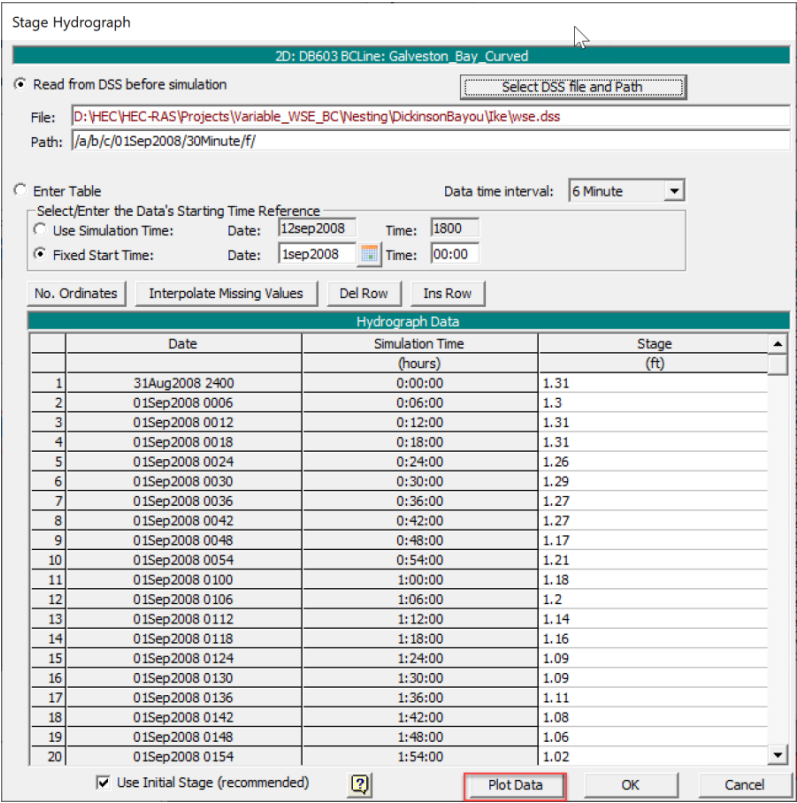 Stage Hydrograph
2D: DB603 BCLine: Galveston_Bay_Curved
Read from DSS before simulation
Select DSS file and Path
File: D:\HEC\HEC-RAS\Projects\Variable_WSE_BC\Nesting\DickinsonBayou\Ike\wse.dss
Path: /a/b/c/01Sep2008/30Minute/f/
Enter Table Data time interval: 6 Minute
Select/Enter the Data's Starting Time Reference
Use Simulation Time: Date: 12sep2008 Time: 1800
Fixed Start Time: Date: 1sep2008 Time: 00:00
No. Ordinates Interpolate Missing Values Del Row Ins Row
Hydrograph Data
Date Simulation Time Stage
(hours) (ft)
1 31Aug2008 2400 0:00:00 1.31
2 01Sep2008 0006 0:06:00 1.3
3 01Sep2008 0012 0:12:00 1.31
4 01Sep2008 0018 0:18:00 1.31
5 01Sep2008 0024 0:24:00 1.26
6 01Sep2008 0030 0:30:00 1.29
7 01Sep2008 0036 0:36:00 1.27
8 01Sep2008 0042 0:42:00 1.27
9 01Sep2008 0048 0:48:00 1.17
10 01Sep2008 0054 0:54:00 1.21
11 01Sep2008 0100 1:00:00 1.18
12 01Sep2008 0106 1:06:00 1.2
13 01Sep2008 0112 1:12:00 1.14
14 01Sep2008 0118 1:18:00 1.16
15 01Sep2008 0124 1:24:00 1.09
16 01Sep2008 0130 1:30:00 1.09
17 01Sep2008 0136 1:36:00 1.11
18 01Sep2008 0142 1:42:00 1.08
19 01Sep2008 0148 1:48:00 1.06
20 01Sep2008 0154 1:54:00 1.02
Use Initial Stage (recommended) ? Plot Data OK Cancel